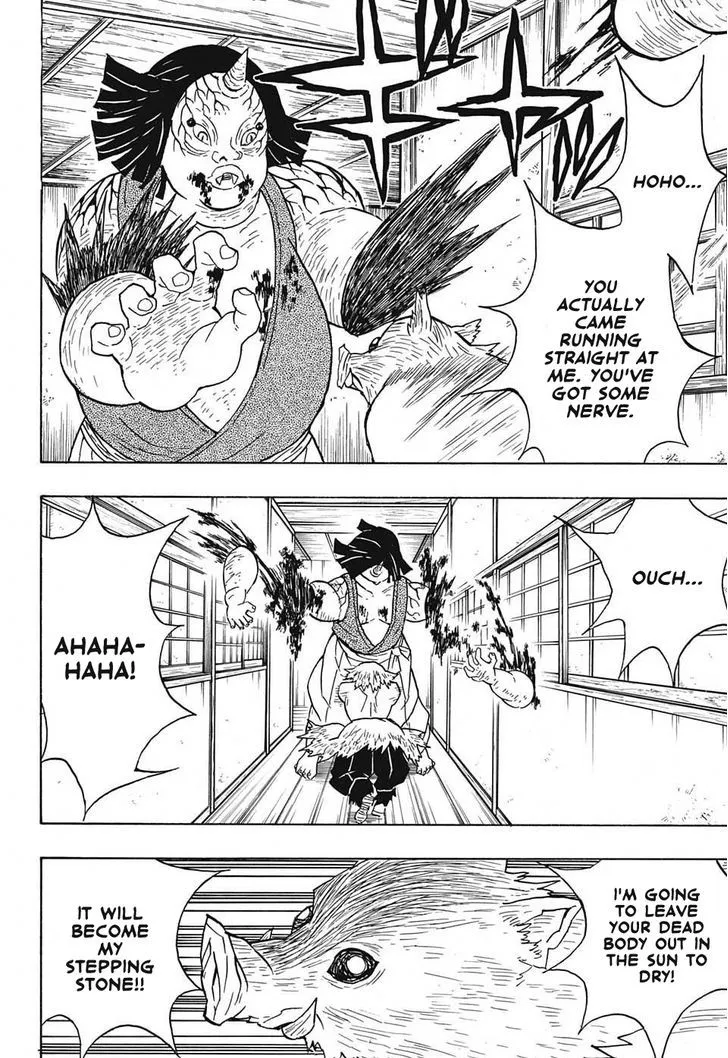 HOHO...
YOU
ACTUALLY
CAME
RUNNING
STRAIGHT AT
ME. YOU'VE
GOT SOME
NERVE.
OUCH...
AHAHA-
HAHA!
I'M GOING
TO LEAVE
YOUR DEAD
BODY OUT IN
THE SUN TO
DRY!
IT WILL
BECOME
MY
STEPPING
STONE!!